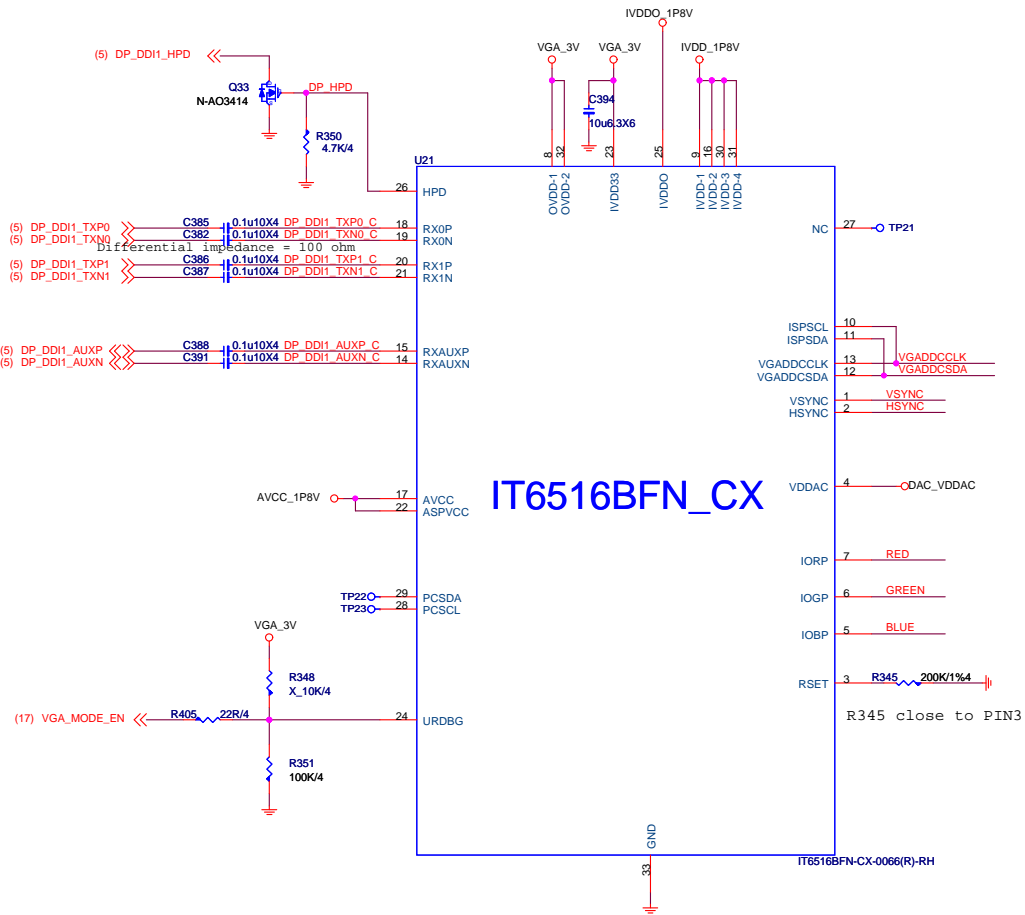 IVDDO_1P8V
(5) DP_DDI1_HPD
VGA_3V VGA_3V IVDD_1P8V
Q33
N-AO3414
DP_HPD
C394
10u6.3X6
R350
4.7K/4
8 32 23 25 9 16 30 31
U21
OVDD-1 OVDD-2 IVDD33 IVDDO IVDD-1 IVDD-2 IVDD-3 IVDD-4
26 HPD
(5) DP_DDI1_TXP0 C385 0.1u10X4 DP_DDI1_TXP0_C 18 RX0P
NC 27 TP21
(5) DP_DDI1_TXN0 C382 0.1u10X4 DP_DDI1_TXN0_C 19 RX0N
Differential impedance = 100 ohm
(5) DP_DDI1_TXP1 C386 0.1u10X4 DP_DDI1_TXP1_C 20 RX1P
(5) DP_DDI1_TXN1 C387 0.1u10X4 DP_DDI1_TXN1_C 21 RX1N
ISPSCL 10
ISPSDA 11
(5) DP_DDI1_AUXP C388 0.1u10X4 DP_DDI1_AUXP_C 15 RXAUXP
(5) DP_DDI1_AUXN C391 0.1u10X4 DP_DDI1_AUXN_C 14 RXAUXN
VGADDCCLK 13 VGADDCCLK
VGADDCSDA 12 VGADDCSDA
VSYNC 1 VSYNC
HSYNC 2 HSYNC
AVCC_1P8V 17 AVCC
22 ASPVCC
IT6516BFN_CX
VDDAC 4 DAC_VDDAC
IORP 7 RED
IOGP 6 GREEN
IOBP 5 BLUE
TP22 29 PCSDA
TP23 28 PCSCL
VGA_3V
R348
X_10K/4
RSET 3 R345 200K/1%4
R345 close to PIN3
(17) VGA_MODE_EN R405 22R/4 24 URDBG
R351
100K/4
GND
33
IT6516BFN-CX-0066(R)-RH